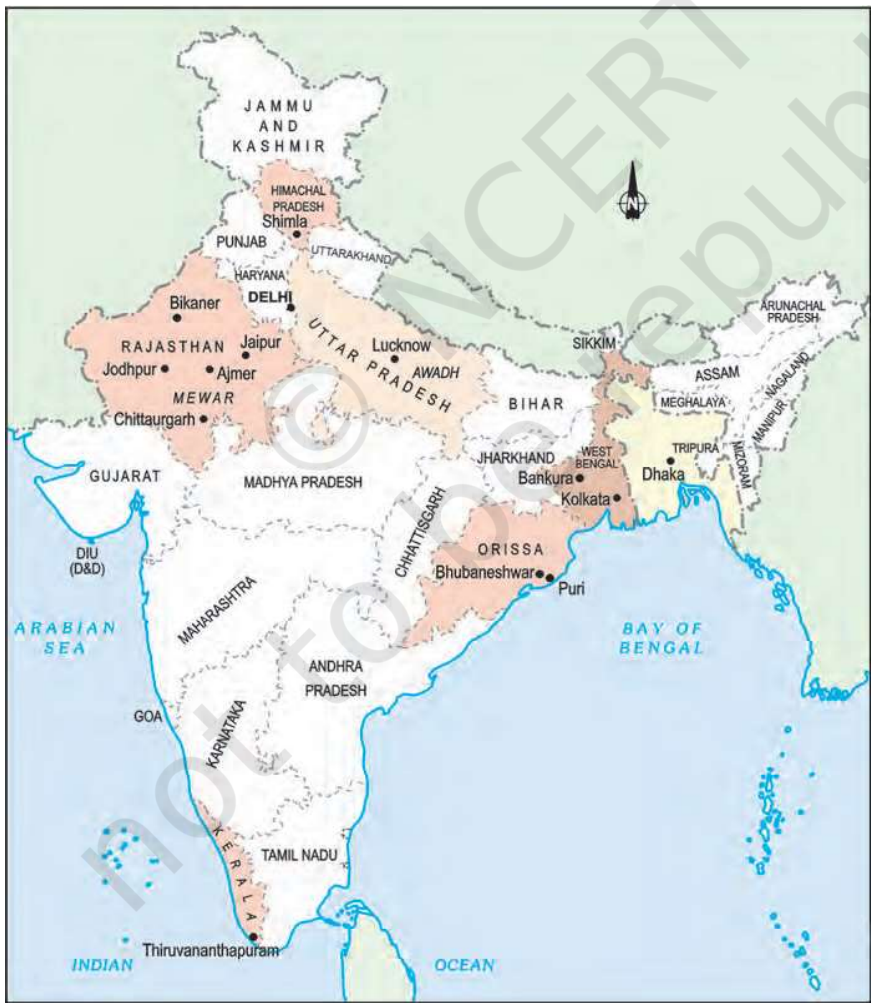 JAMMU
AND
KASHMIR
HIMACHAL
PRADESH
Shimla
PUNJAB
UTTARAKHAND
HARYANA
DELHI
Bikaner
RAJASTHAN
Jaipur
Jodhpur
Ajmer
MEWAR
Chittaurgarh
UTTAR PRADESH
Lucknow
AWADH
SIKKIM
ARUNACHAL
PRADESH
ASSAM
NAGALAND
MEGHALAYA
MANIPUR
BIHAR
TRIPURA
MIZORAM
Dhaka
JHARKHAND
WEST
BENGAL
Bankura
Kolkata
GUJARAT
MADHYA PRADESH
CHHATTISGARH
DIU
(D&D)
ORISSA
Bhubaneshwar
Puri
MAHARASHTRA
ARABIAN
SEA
BAY OF
BENGAL
ANDHRA
PRADESH
GOA
KARNATAKA
KERALA
TAMIL NADU
Thiruvananthapuram
INDIAN
OCEAN
N
© NCERT
not to be republ